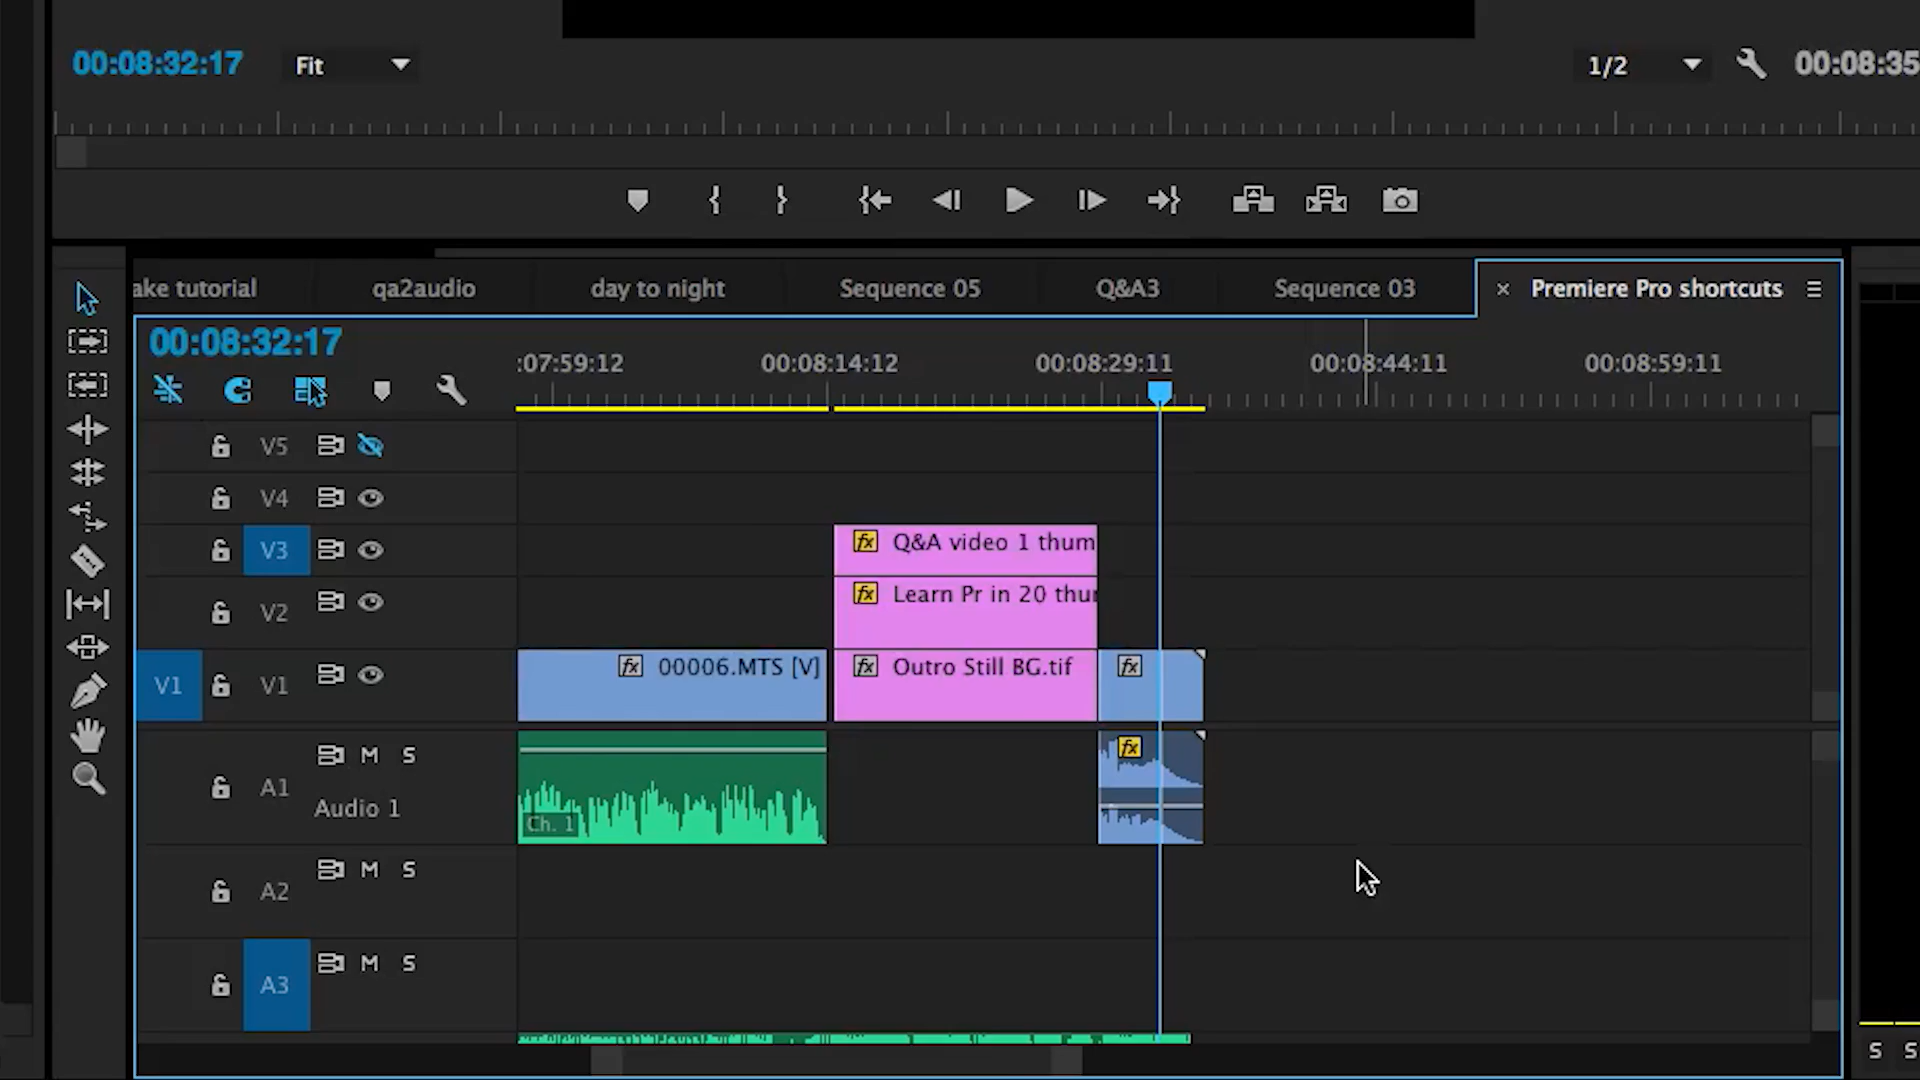 00:08:32:17 Fit 1/2 00:08:35
ake tutorial qa2audio day to night Sequence 05 Q&A3 Sequence 03 × Premiere Pro shortcuts
00:08:32:17
:07:59:12 00:08:14:12 00:08:29:11 00:08:44:11 00:08:59:11
V5
V4
V3 fx Q&A video 1 thum
V2 fx Learn Pr in 20 thu
V1 V1 fx 00006.MTS [V] fx Outro Still BG.tif fx
A1 M S fx
Audio 1 Ch. 1
A2 M S
A3 M S
S S